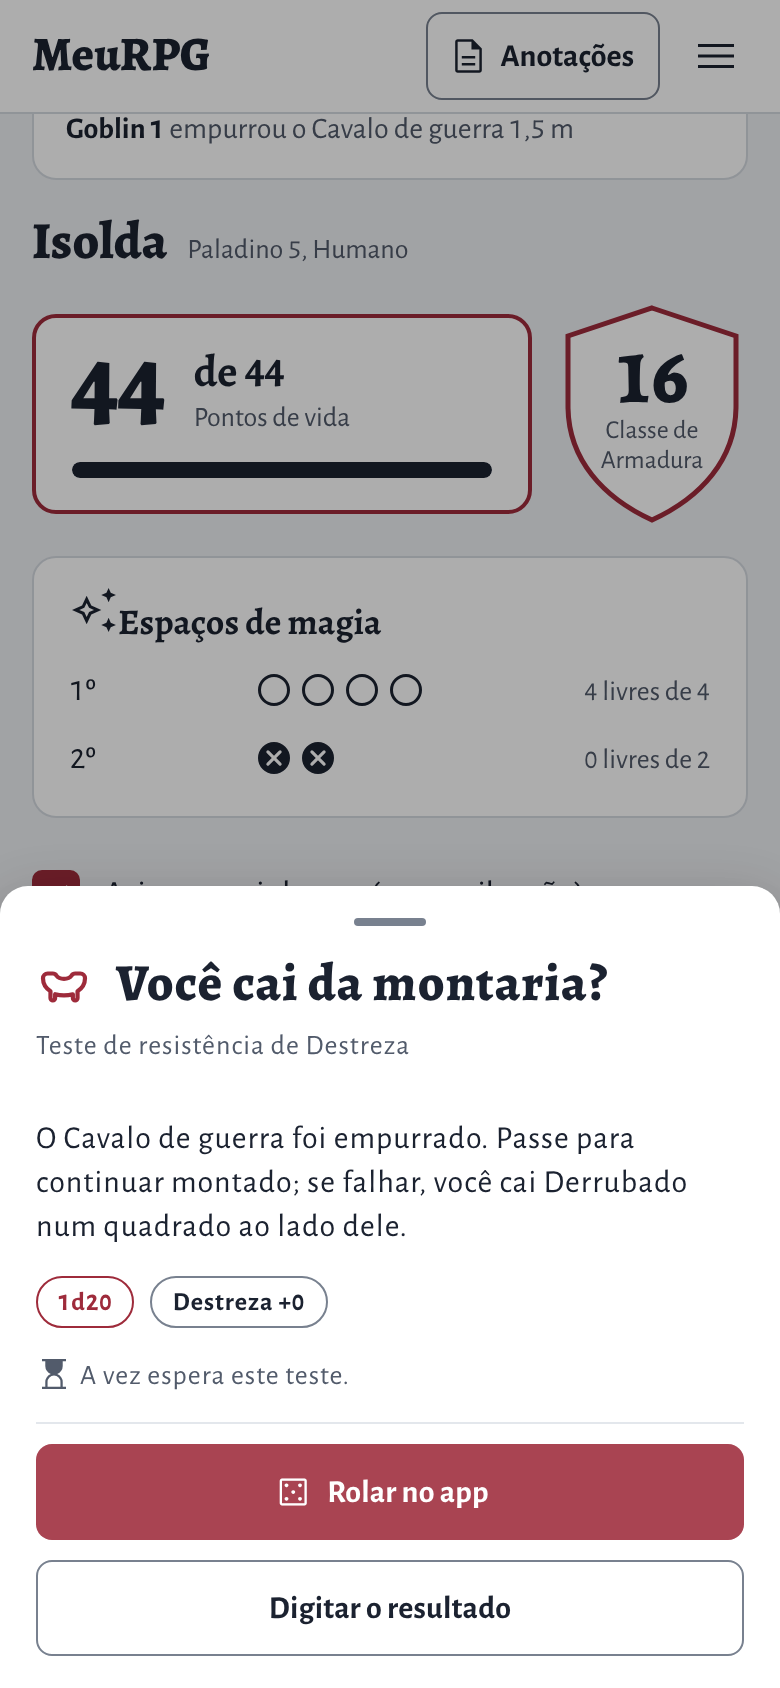 MeuRPG
Anotações
Goblin 1 empurrou o Cavalo de guerra 1,5 m
Isolda Paladino 5, Humano
44 de 44
Pontos de vida
16
Classe de
Armadura
Espaços de magia
1º 4 livres de 4
2º 0 livres de 2
Você cai da montaria?
Teste de resistência de Destreza
O Cavalo de guerra foi empurrado. Passe para
continuar montado; se falhar, você cai Derrubado
num quadrado ao lado dele.
1d20 Destreza +0
A vez espera este teste.
Rolar no app
Digitar o resultado